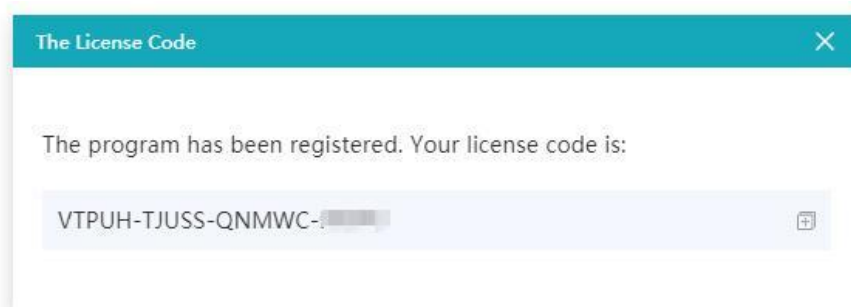 The License Code
The program has been registered. Your license code is:
VTPUH-TJUSS-QNMWC-